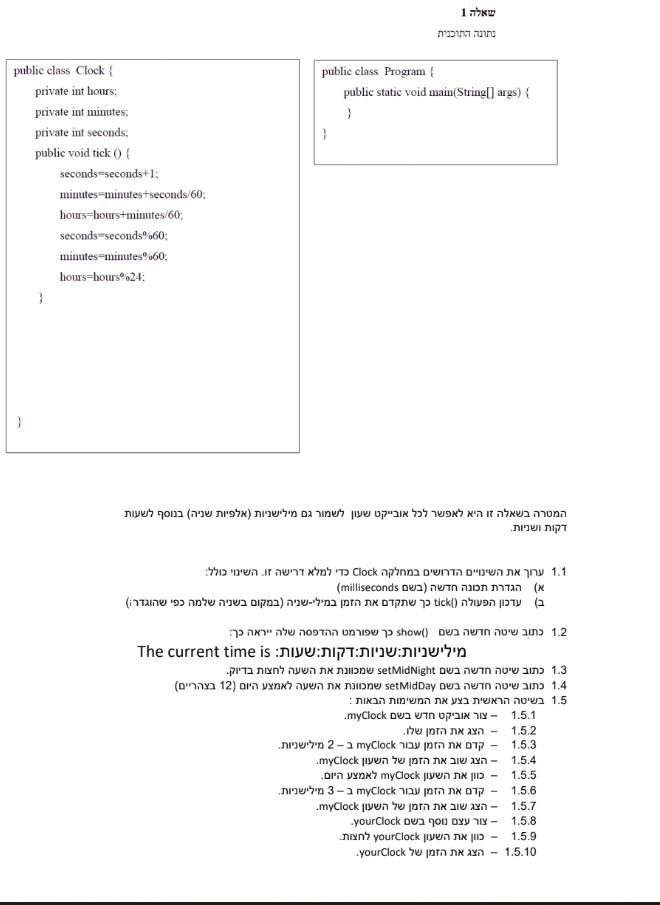 שאלה 1
נתונה התוכנית
public class Clock {
private int hours;
private int minutes;
private int seconds;
public void tick () {
seconds=seconds+1;
minutes=minutes+seconds/60;
hours=hours+minutes/60;
seconds=seconds%60;
minutes=minutes%60;
hours=hours%24;
}
}
public class Program {
public static void main(String[] args) {
}
}
המטרה בשאלה זו היא לאפשר לכל אובייקט שעון לשמור גם מילישניות (אלפיות שניה) בנוסף לשעות
דקות ושניות.
1.1 ערוך את השינויים הדרושים במחלקה Clock כדי למלא דרישה זו. השינוי כולל:
א) הגדרת תכונה חדשה (בשם milliseconds)
ב) עדכון הפעולה tick() כך שתקדם את הזמן במילי-שניה (במקום בשניה שלמה כפי שהוגדר:)
1.2 כתוב שיטה חדשה בשם show() כך שפורמט ההדפסה שלה ייראה כך:
The current time is :מילישניות:שניות:דקות:שעות
1.3 כתוב שיטה חדשה בשם setMidNight שמכוונת את השעה לחצות בדיוק.
1.4 כתוב שיטה חדשה בשם setMidDay שמכוונת את השעה לאמצע היום (12 בצהריים)
1.5 בשיטה הראשית בצע את המשימות הבאות :
1.5.1 – צור אוביקט חדש בשם myClock.
1.5.2 – הצג את הזמן שלו.
1.5.3 – קדם את הזמן עבור myClock ב – 2 מילישניות.
1.5.4 – הצג שוב את הזמן של השעון myClock.
1.5.5 – כוון את השעון myClock לאמצע היום.
1.5.6 – קדם את הזמן עבור myClock ב – 3 מילישניות.
1.5.7 – הצג שוב את הזמן של השעון myClock.
1.5.8 – צור עצם נוסף בשם yourClock.
1.5.9 – כוון את השעון yourClock לחצות.
1.5.10 – הצג את הזמן של yourClock.